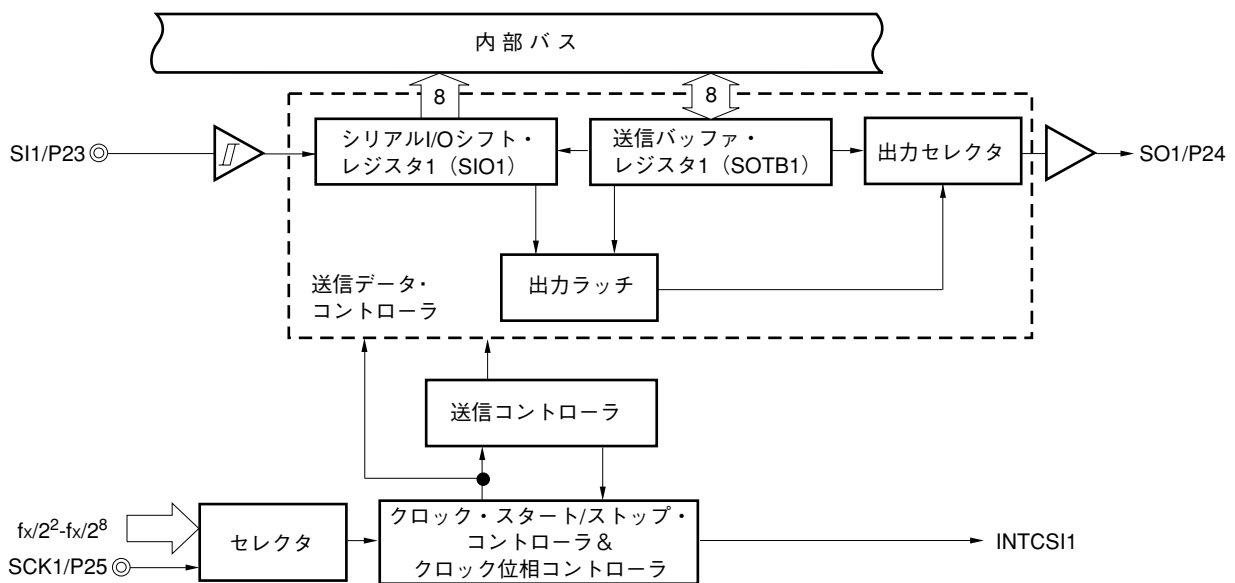 内部バス
8
8
SI1/P23
シリアルI/Oシフト・
レジスタ1（SIO1）
送信バッファ・
レジスタ1（SOTB1）
出力セレクタ
SO1/P24
送信データ・
コントローラ
出力ラッチ
送信コントローラ
fx/2²-fx/2⁸
SCK1/P25
セレクタ
クロック・スタート/ストップ・
コントローラ＆
クロック位相コントローラ
INTCSI1